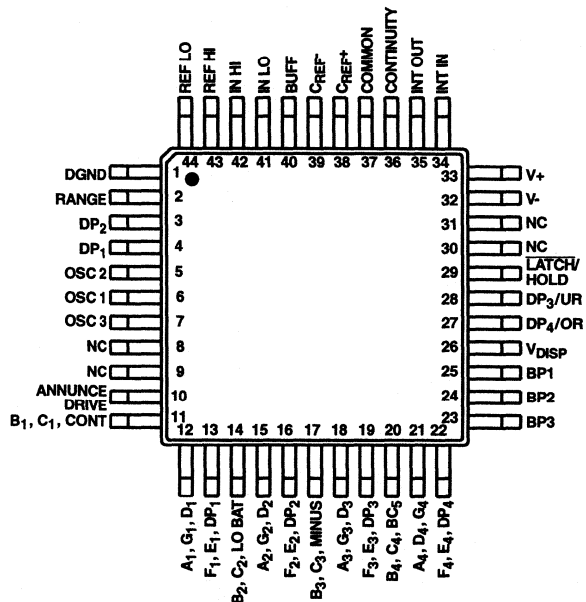 REF LO
REF HI
IN HI
IN LO
BUFF
CREF-
CREF+
COMMON
CONTINUITY
INT OUT
INT IN
44 43 42 41 40 39 38 37 36 35 34
DGND 1
RANGE 2
DP2 3
DP1 4
OSC 2 5
OSC 1 6
OSC 3 7
NC 8
NC 9
ANNUNCE
DRIVE 10
B1, C1, CONT 11
33 V+
32 V-
31 NC
30 NC
29 LATCH/
HOLD
28 DP3/UR
27 DP4/OR
26 VDISP
25 BP1
24 BP2
23 BP3
12 13 14 15 16 17 18 19 20 21 22
A1, G1, D1
F1, E1, DP1
B2, C2, LO BAT
A2, G2, D2
F2, E2, DP2
B3, C3, MINUS
A3, G3, D3
F3, E3, DP3
B4, C4, BC5
A4, D4, G4
F4, E4, DP4